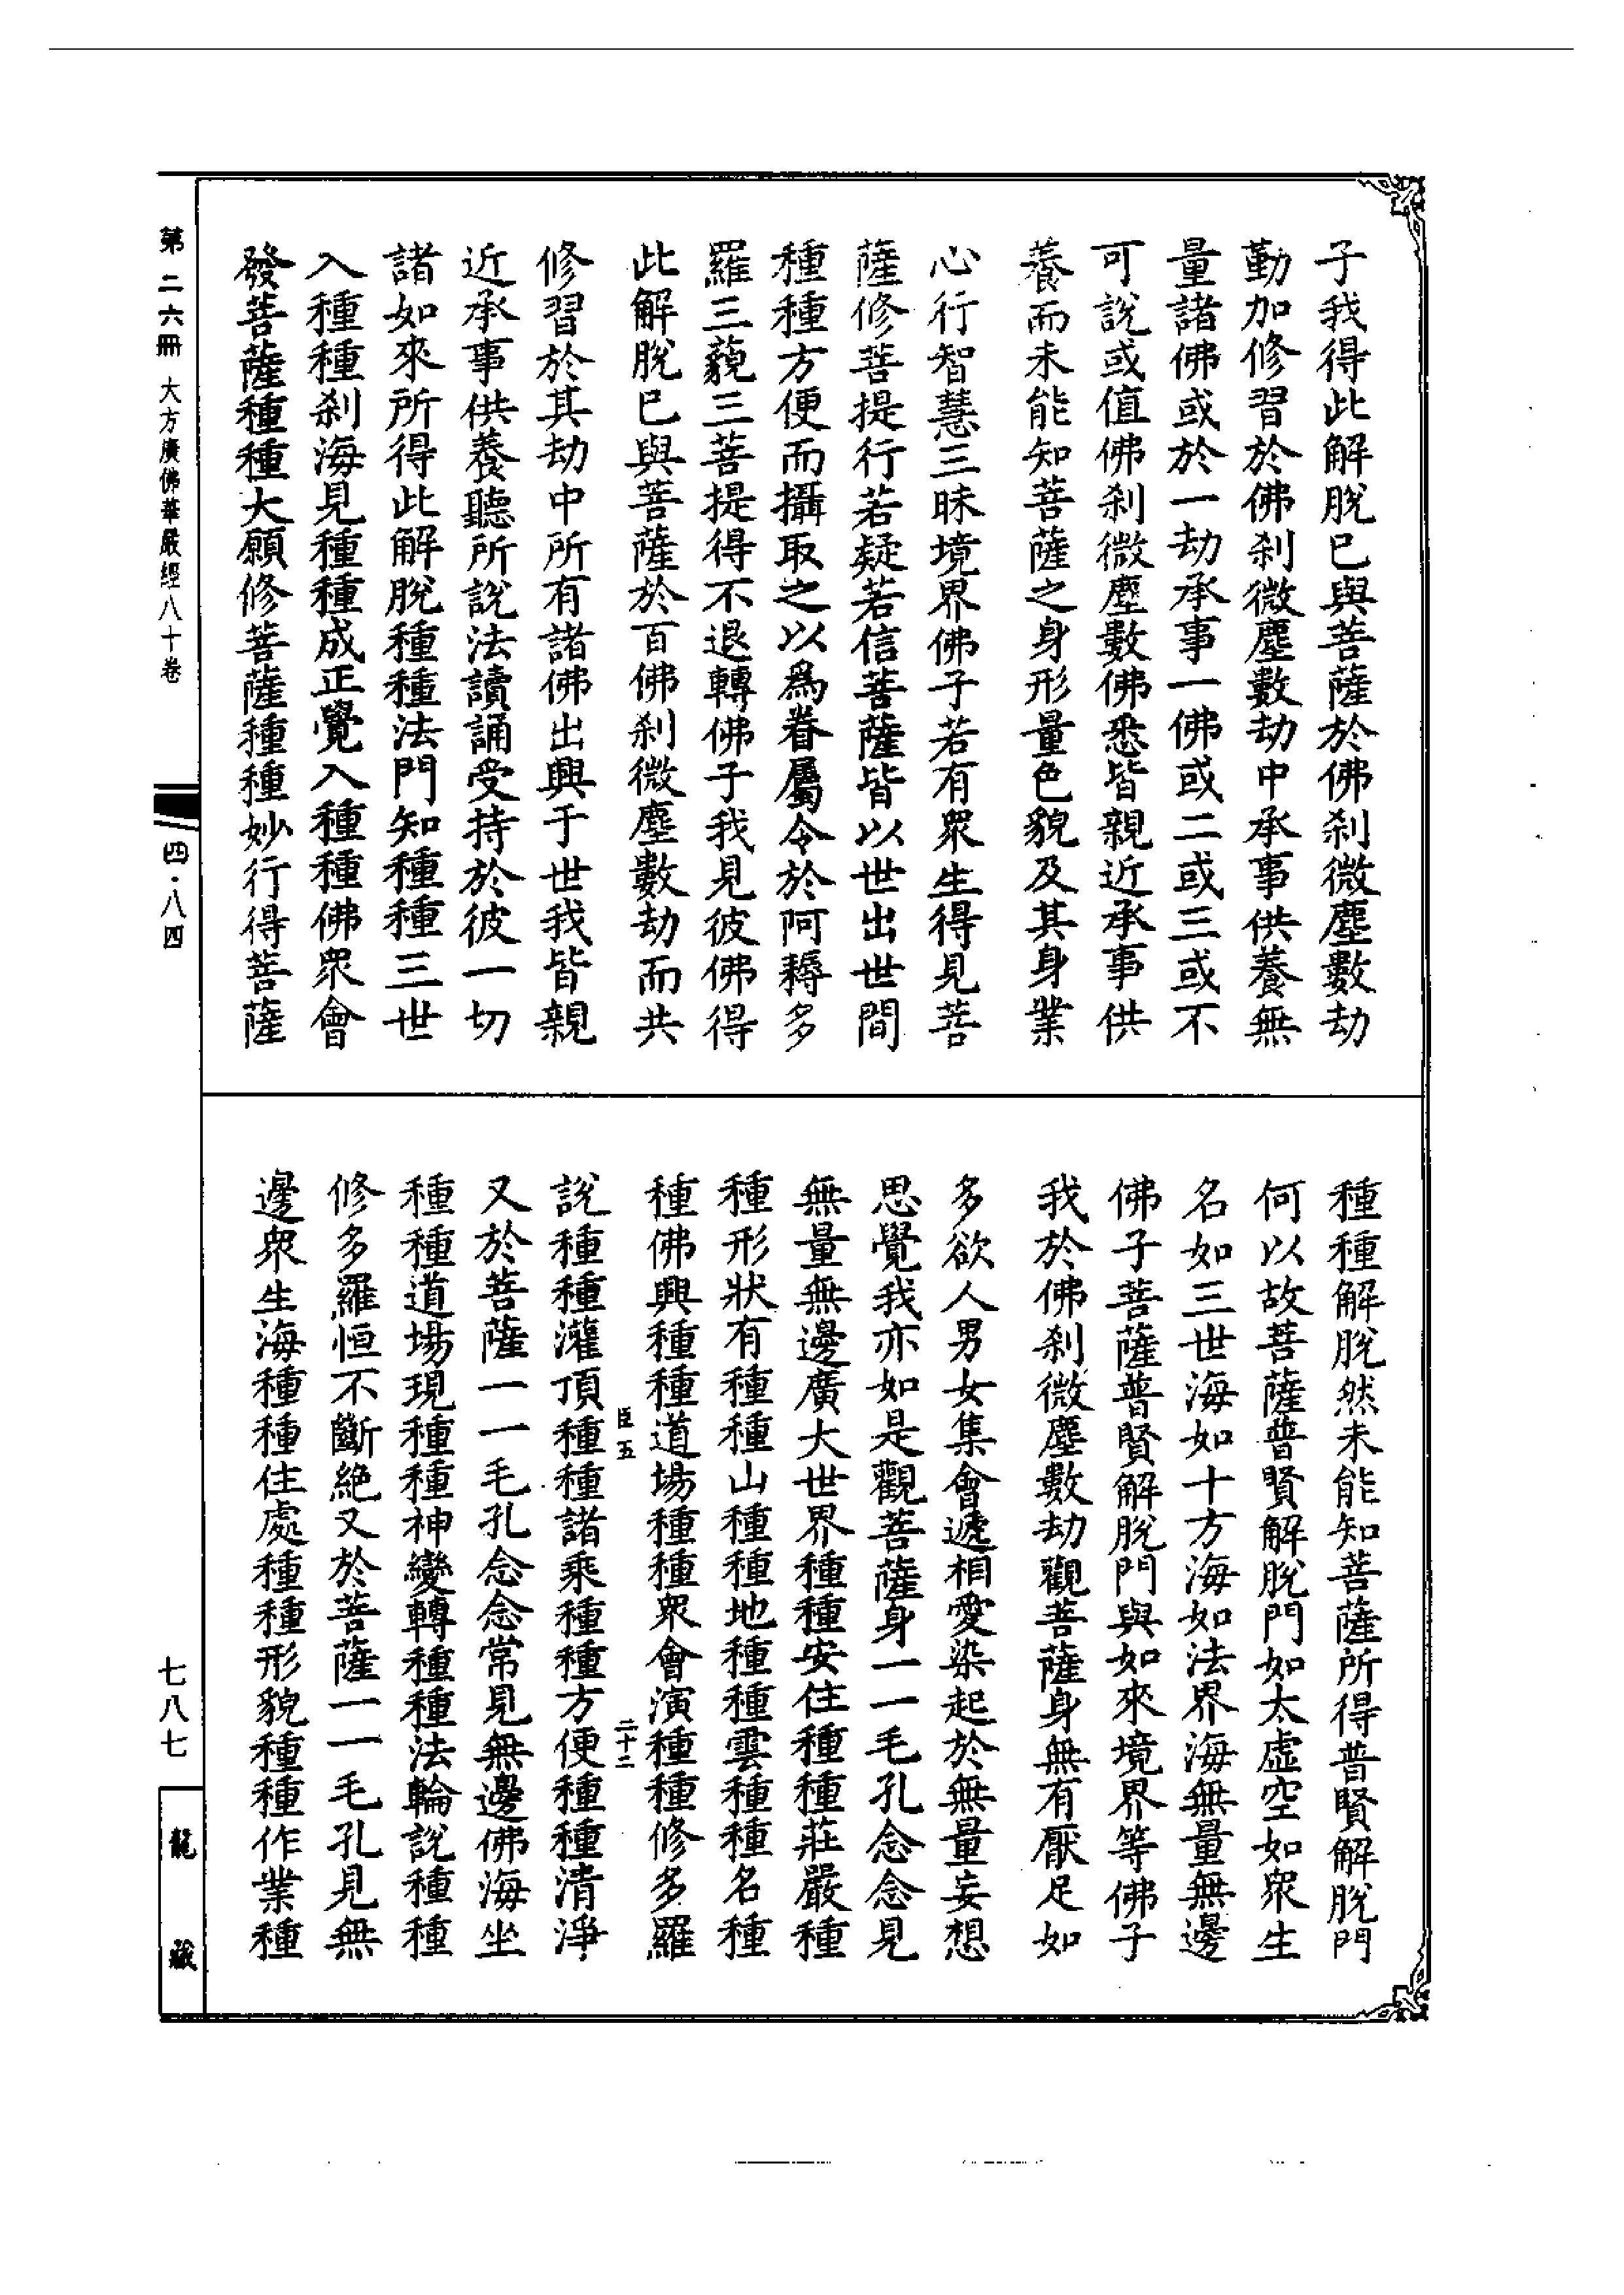 子我得此解脫已與菩薩於佛刹微塵數劫
勤加修習於佛刹微塵數劫中承事供養無
量諸佛或於一劫承事一佛或二或三或不
可說或值佛刹微塵數佛悉皆親近承事供
養而未能知菩薩之身形量色貌及其身業
心行智慧三昧境界佛子若有眾生得見菩
薩修菩提行若疑若信菩薩皆以世出世間
種種方便而攝取之以爲眷屬令於阿耨多
羅三藐三菩提得不退轉佛子我見彼佛得
此解脫已與菩薩於百佛刹微塵數劫而共
修習於其劫中所有諸佛出興于世我皆親
近承事供養聽所說法讀誦受持於彼一切
諸如來所得此解脫種種法門知種種三世
入種種刹海見種種成正覺入種種佛眾會
發菩薩種種大願修菩薩種種妙行得菩薩
種種解脫然未能知菩薩所得普賢解脫門
何以故菩薩普賢解脫門如太虛空如眾生
名如三世海如十方海如法界海無量無邊
佛子菩薩普賢解脫門與如來境界等佛子
我於佛刹微塵數劫觀菩薩身無有厭足如
多欲人男女集會遞相愛染起於無量妄想
思覺我亦如是觀菩薩身一一毛孔念念見
無量無邊廣大世界種種安住種種莊嚴種
種形狀有種種山種種地種種雲種種名種
種佛興種種道場種種眾會演種種修多羅
臣五
二十二
說種種灌頂種種諸乘種種方便種種清淨
又於菩薩一一毛孔念念常見無邊佛海坐
種種道場現種種神變轉種種法輪說種種
修多羅恒不斷絕又於菩薩一一毛孔見無
邊眾生海種種住處種種形貌種種作業種
第二六冊 大方廣佛華嚴經八十卷
四·八四
七八七
龍藏